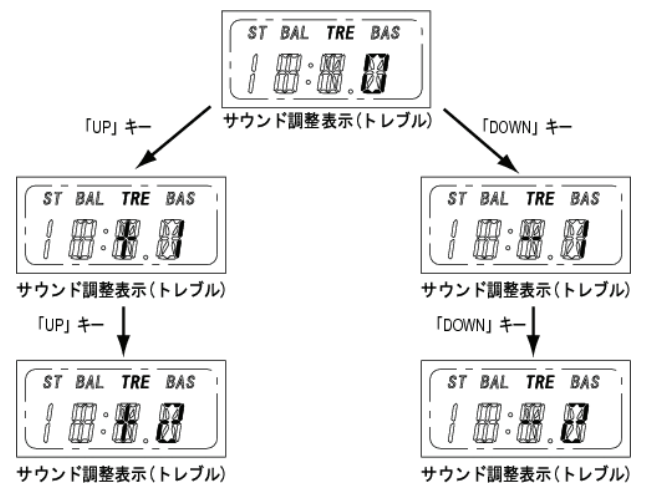 ST BAL TRE BAS
0
サウンド調整表示(トレブル)
「UP」キー
「DOWN」キー
ST BAL TRE BAS
+ 1
サウンド調整表示(トレブル)
ST BAL TRE BAS
- 1
サウンド調整表示(トレブル)
「UP」キー
「DOWN」キー
ST BAL TRE BAS
サウンド調整表示(トレブル)
ST BAL TRE BAS
サウンド調整表示(トレブル)